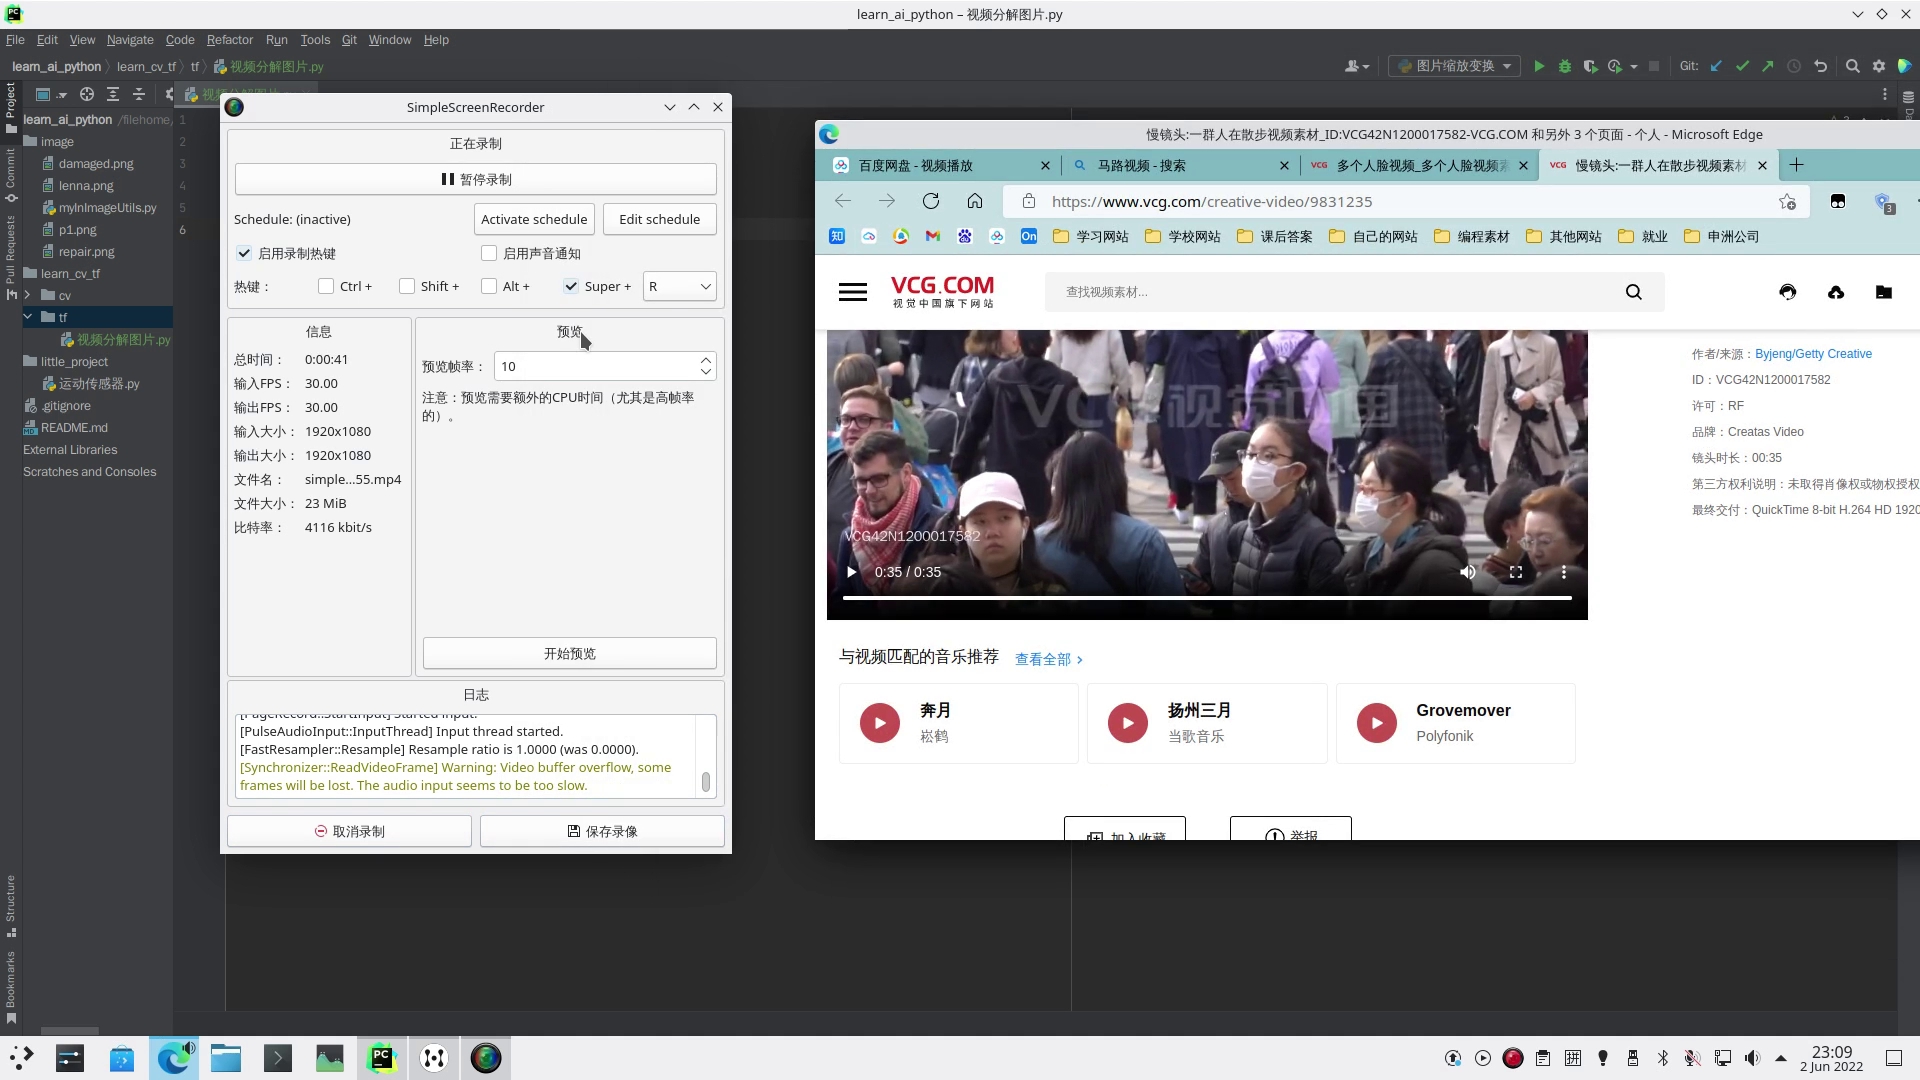 learn_ai_python – 视频分解图片.py
File Edit View Navigate Code Refactor Run Tools Git Window Help
learn_ai_python learn_cv_tf tf 视频分解图片.py
图片缩放变换 Git:
Project
Commit
Pull Requests
Structure
Bookmarks
learn_ai_python /filehome
image
damaged.png
lenna.png
myInImageUtils.py
p1.png
repair.png
learn_cv_tf
cv
tf
视频分解图片.py
little_project
运动传感器.py
.gitignore
README.md
External Libraries
Scratches and Consoles
1
2
3
4
5
6
SimpleScreenRecorder
正在录制
暂停录制
Schedule: (inactive) Activate schedule Edit schedule
启用录制热键 启用声音通知
热键： Ctrl + Shift + Alt + Super + R
信息
总时间： 0:00:41
输入FPS： 30.00
输出FPS： 30.00
输入大小： 1920x1080
输出大小： 1920x1080
文件名： simple...55.mp4
文件大小： 23 MiB
比特率： 4116 kbit/s
预览
预览帧率： 10
注意：预览需要额外的CPU时间（尤其是高帧率
的）。
开始预览
日志
[PageRecord::StartInput] Started input.
[PulseAudioInput::InputThread] Input thread started.
[FastResampler::Resample] Resample ratio is 1.0000 (was 0.0000).
[Synchronizer::ReadVideoFrame] Warning: Video buffer overflow, some
frames will be lost. The audio input seems to be too slow.
取消录制 保存录像
慢镜头:一群人在散步视频素材_ID:VCG42N1200017582-VCG.COM 和另外 3 个页面 - 个人 - Microsoft Edge
百度网盘 - 视频播放 马路视频 - 搜索 VCG 多个人脸视频_多个人脸视频素 VCG 慢镜头:一群人在散步视频素材
https://www.vcg.com/creative-video/9831235 3
知 On 学习网站 学校网站 课后答案 自己的网站 编程素材 其他网站 就业 申洲公司
VCG.COM
视觉中国旗下网站
查找视频素材...
VCG42N1200017582
0:35 / 0:35
作者/来源：Byjeng/Getty Creative
ID：VCG42N1200017582
许可：RF
品牌：Creatas Video
镜头时长：00:35
第三方权利说明：未取得肖像权或物权授权
最终交付：QuickTime 8-bit H.264 HD 1920
与视频匹配的音乐推荐 查看全部
奔月
崧鹤
扬州三月
当歌音乐
Grovemover
Polyfonik
加入收藏 举报
PC
23:09
2 Jun 2022